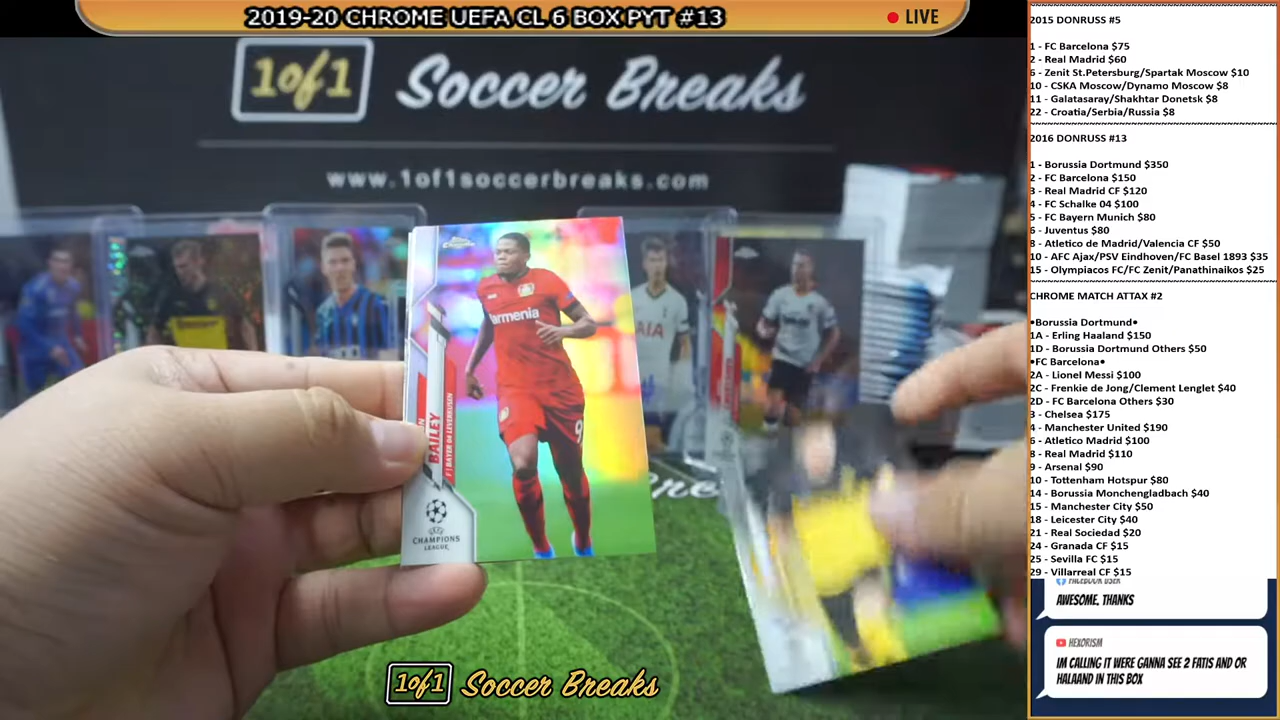 2019-20 CHROME UEFA CL 6 BOX PYT #13
LIVE
1of1 Soccer Breaks
www.1of1soccerbreaks.com
Chrome
armenia
9
AIA
BAILEY
F | BAYER 04 LEVERKUSEN
UEFA
CHAMPIONS
LEAGUE
1of1 Soccer Breaks
2015 DONRUSS #5
1 - FC Barcelona $75
2 - Real Madrid $60
6 - Zenit St.Petersburg/Spartak Moscow $10
10 - CSKA Moscow/Dynamo Moscow $8
11 - Galatasaray/Shakhtar Donetsk $8
22 - Croatia/Serbia/Russia $8
2016 DONRUSS #13
1 - Borussia Dortmund $350
2 - FC Barcelona $150
3 - Real Madrid CF $120
4 - FC Schalke 04 $100
5 - FC Bayern Munich $80
6 - Juventus $80
8 - Atletico de Madrid/Valencia CF $50
10 - AFC Ajax/PSV Eindhoven/FC Basel 1893 $35
15 - Olympiacos FC/FC Zenit/Panathinaikos $25
CHROME MATCH ATTAX #2
•Borussia Dortmund•
1A - Erling Haaland $150
1D - Borussia Dortmund Others $50
•FC Barcelona•
2A - Lionel Messi $100
2C - Frenkie de Jong/Clement Lenglet $40
2D - FC Barcelona Others $30
3 - Chelsea $175
4 - Manchester United $190
6 - Atletico Madrid $100
8 - Real Madrid $110
9 - Arsenal $90
10 - Tottenham Hotspur $80
14 - Borussia Monchengladbach $40
15 - Manchester City $50
18 - Leicester City $40
21 - Real Sociedad $20
24 - Granada CF $15
25 - Sevilla FC $15
29 - Villarreal CF $15
FACEBOOK USER
AWESOME, THANKS
HEXORISM
IM CALLING IT WERE GANNA SEE 2 FATIS AND OR
HALAAND IN THIS BOX